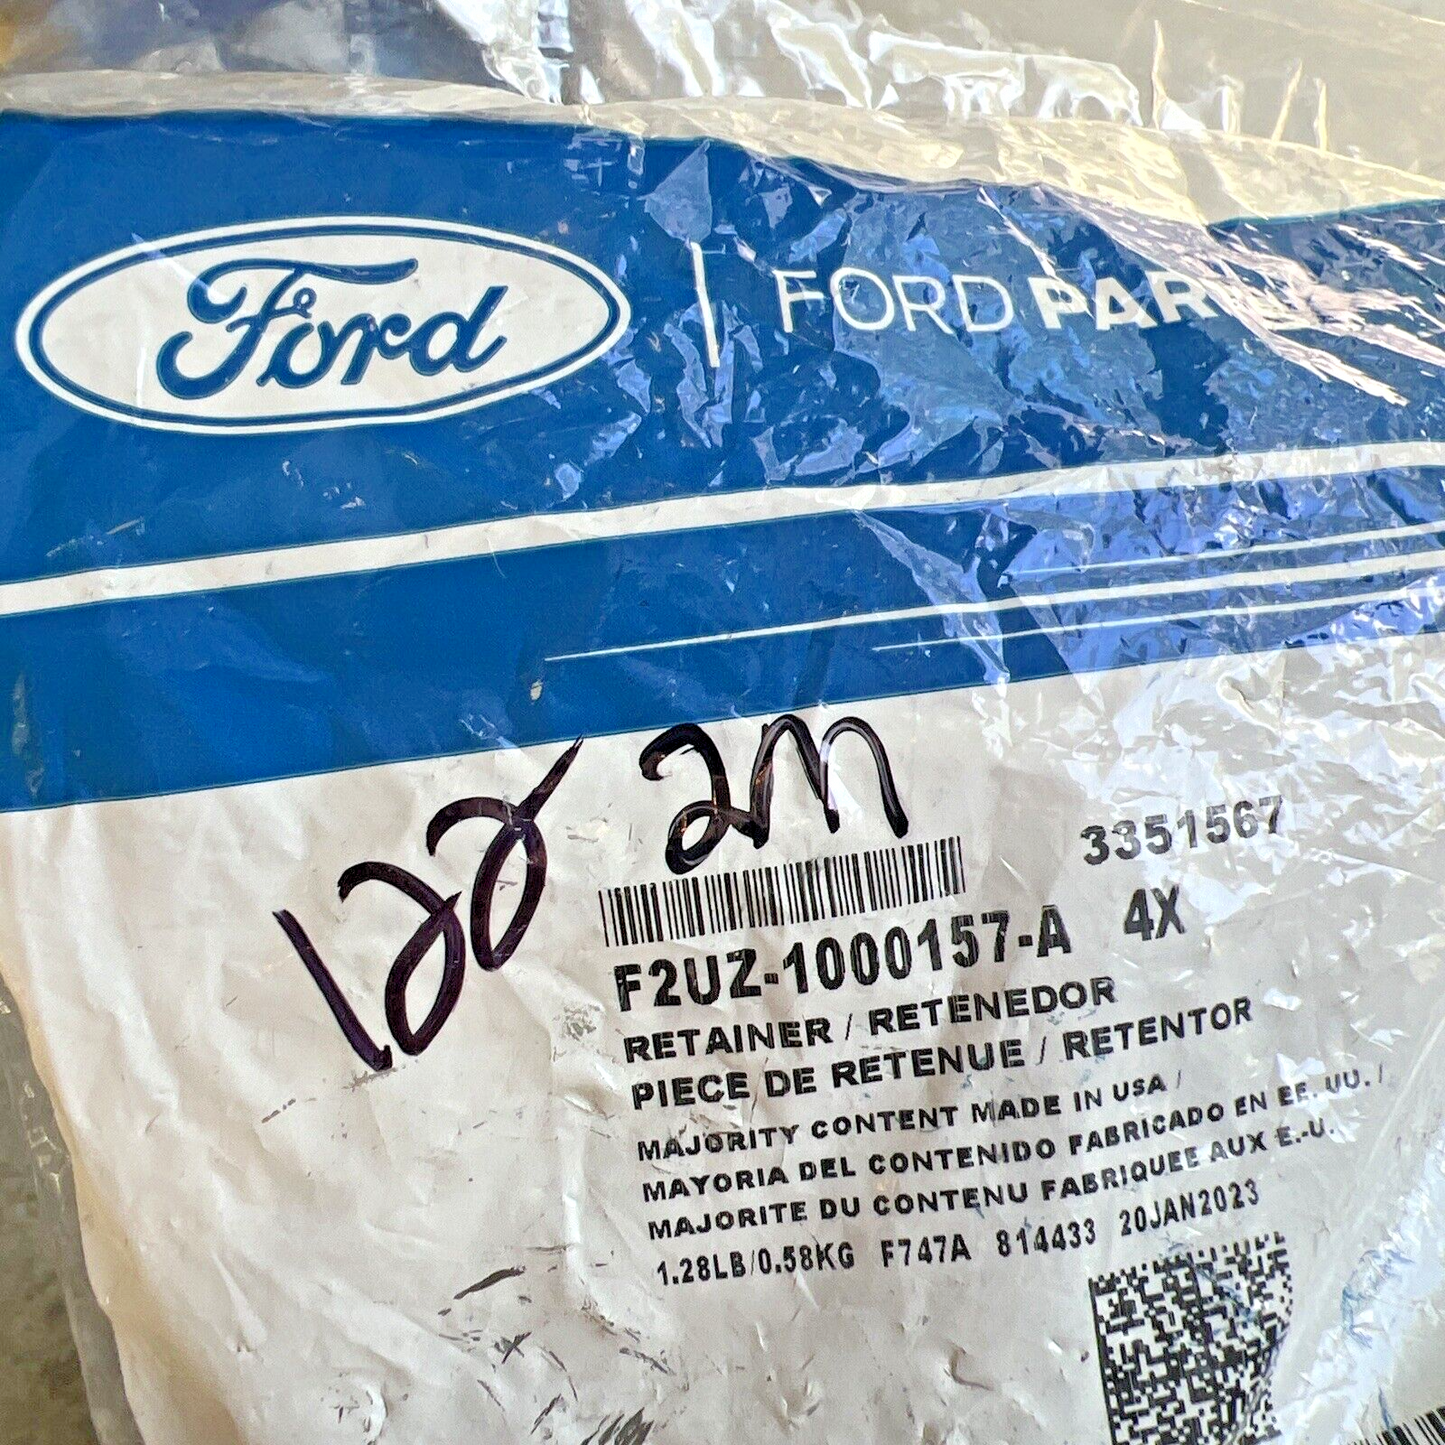 Ford | FORD PARTS
3351567
F2UZ-1000157-A 4X
RETAINER / RETENEDOR
PIECE DE RETENUE / RETENTOR
MAJORITY CONTENT MADE IN USA /
MAYORIA DEL CONTENIDO FABRICADO EN EE. UU. /
MAJORITE DU CONTENU FABRIQUEE AUX E.-U.
1.28LB/0.58KG F747A 814433 20JAN2023